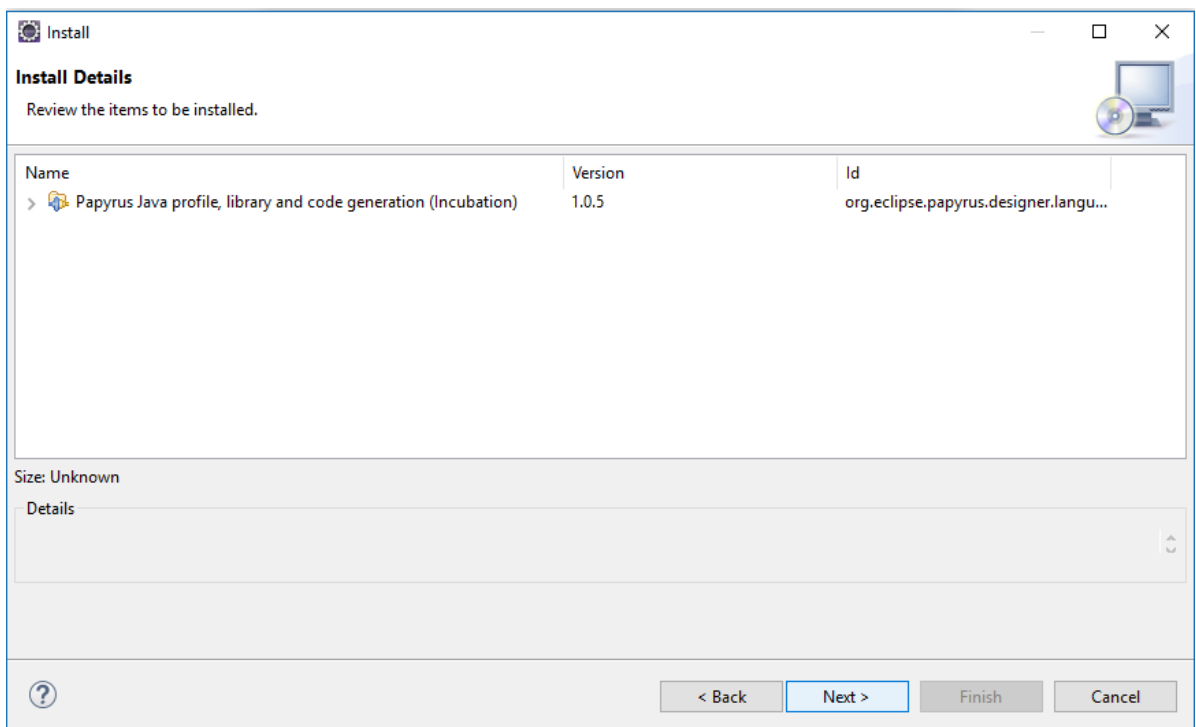 Install
Install Details
Review the items to be installed.
Name Version Id
Papyrus Java profile, library and code generation (Incubation) 1.0.5 org.eclipse.papyrus.designer.langu...
Size: Unknown
Details
? < Back Next > Finish Cancel